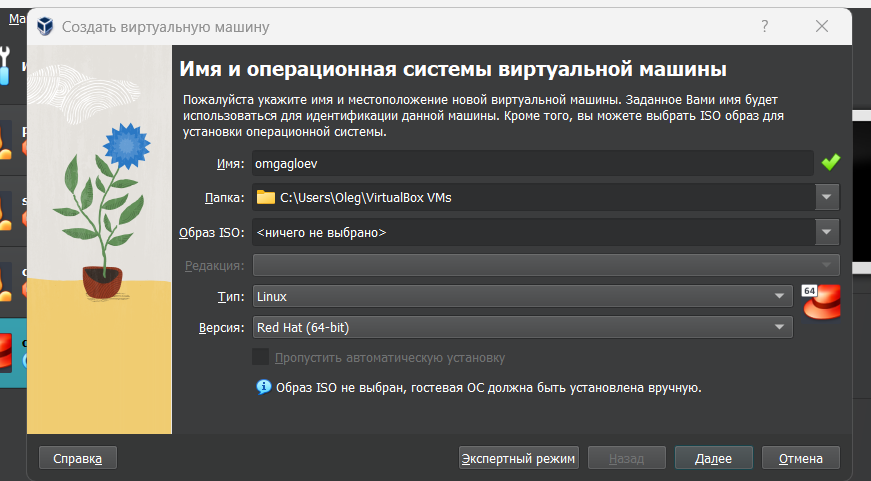 Ма
Создать виртуальную машину
?
Имя и операционная системы виртуальной машины
Пожалуйста укажите имя и местоположение новой виртуальной машины. Заданное Вами имя будет
использоваться для идентификации данной машины. Кроме того, вы можете выбрать ISO образ для
установки операционной системы.
Имя: omgagloev
Папка: C:\Users\Oleg\VirtualBox VMs
Образ ISO: <ничего не выбрано>
Редакция:
Тип: Linux
64
Версия: Red Hat (64-bit)
Пропустить автоматическую установку
Образ ISO не выбран, гостевая ОС должна быть установлена вручную.
Справка
Экспертный режим
Назад
Далее
Отмена